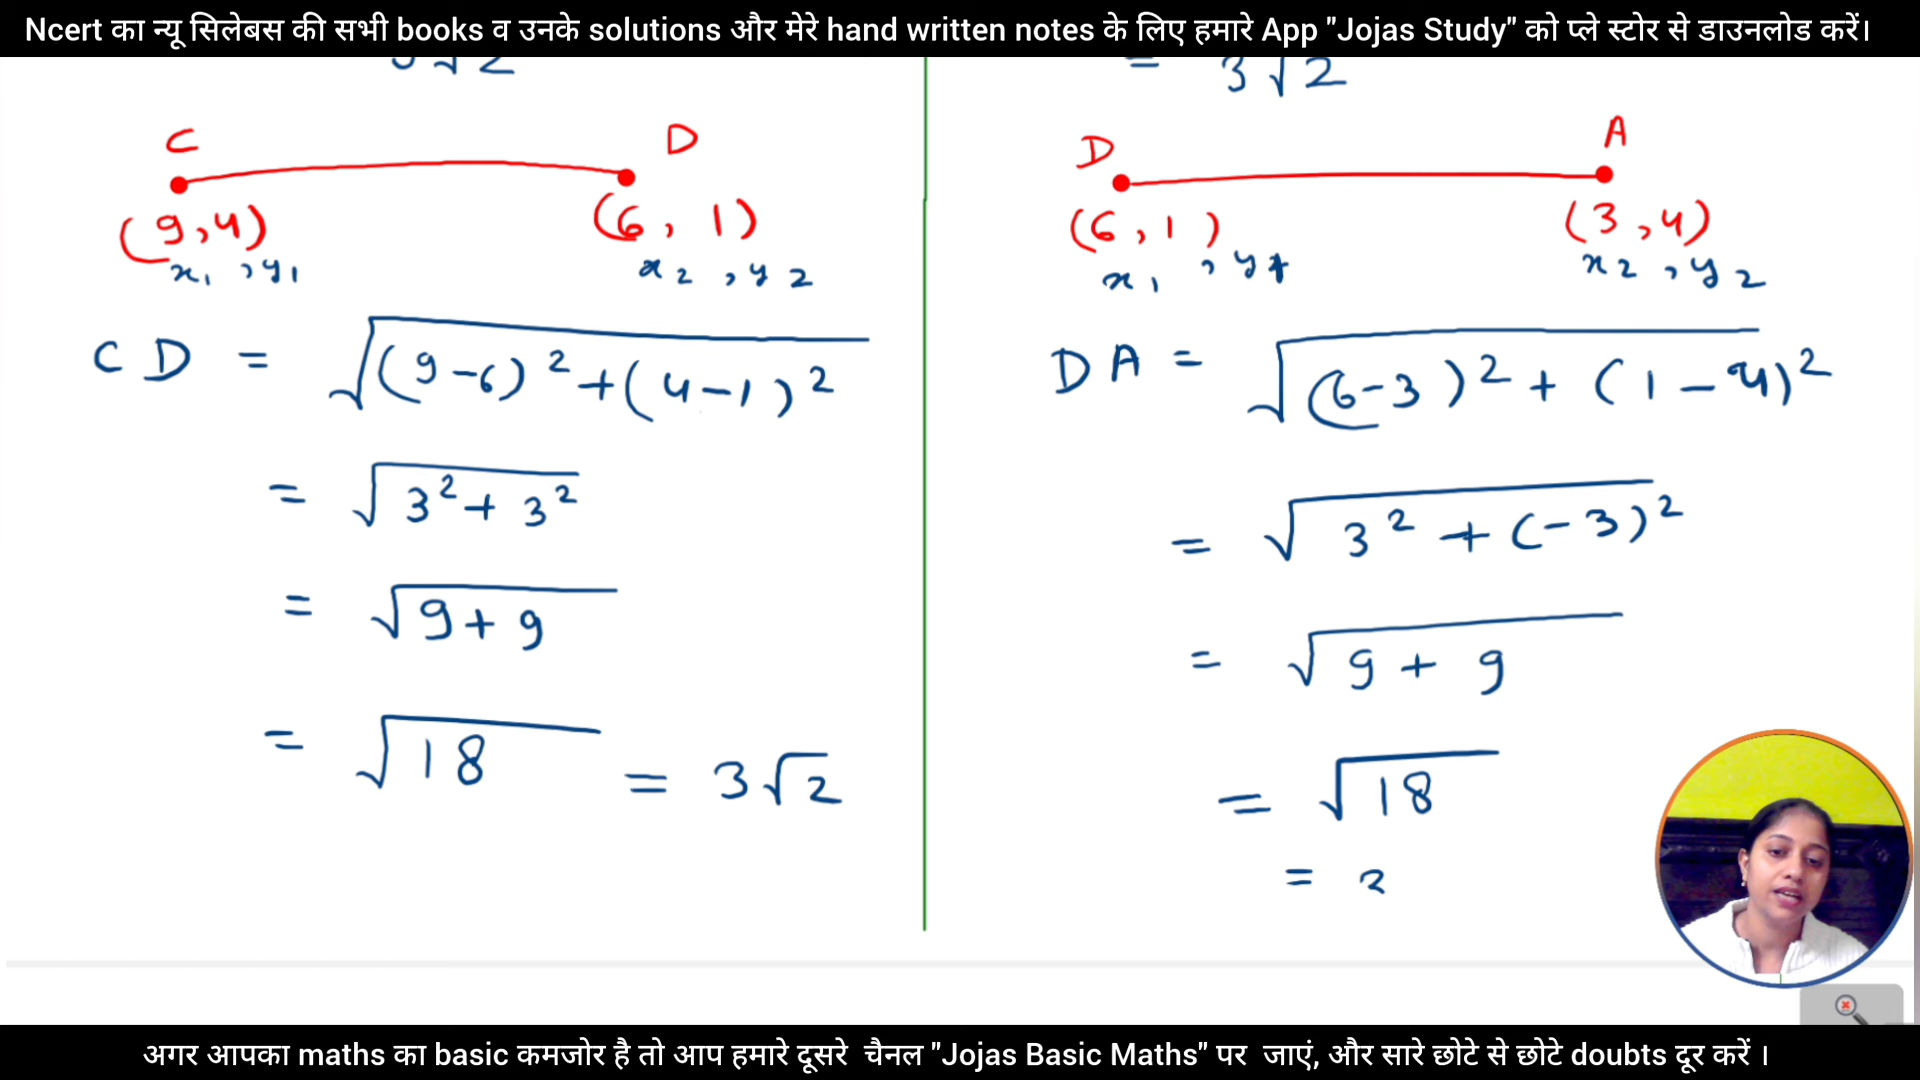 Ncert का न्यू सिलेबस की सभी books व उनके solutions और मेरे hand written notes के लिए हमारे App "Jojas Study" को प्ले स्टोर से डाउनलोड करें।
= 3√2
C D
(9,4) (6, 1)
x₁ ,y₁ x₂ ,y₂
CD = √(9-6)²+(4-1)²
= √3²+3²
= √9+9
= √18 = 3√2
D A
(6,1) (3,4)
x₁ ,y₁ x₂ ,y₂
DA = √(6-3)²+(1-4)²
= √3²+(-3)²
= √9+9
= √18
= 3
अगर आपका maths का basic कमजोर है तो आप हमारे दूसरे चैनल "Jojas Basic Maths" पर जाएं, और सारे छोटे से छोटे doubts दूर करें ।